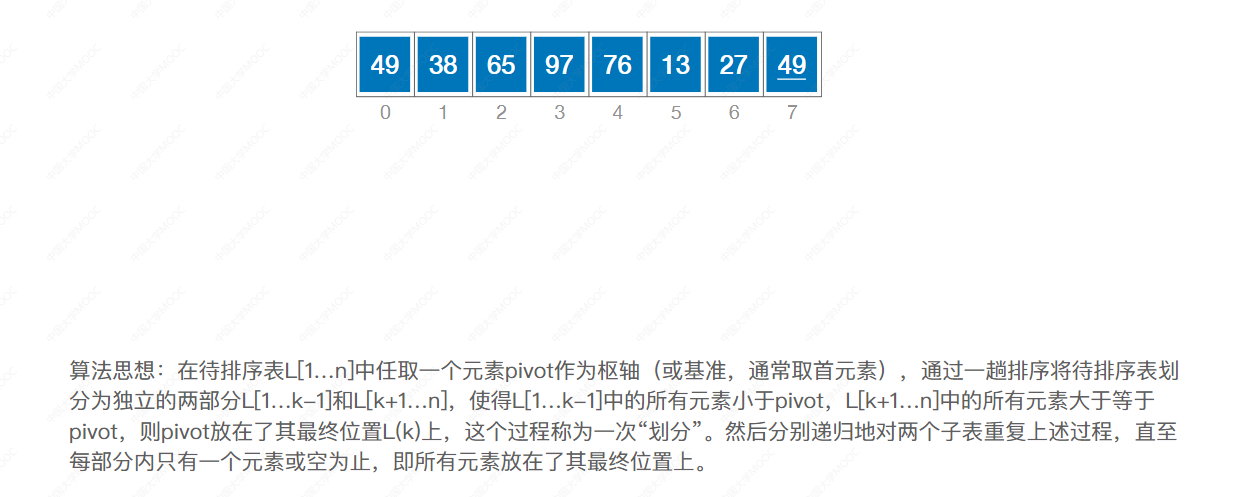 49 38 65 97 76 13 27 49
0 1 2 3 4 5 6 7
算法思想：在待排序表L[1…n]中任取一个元素pivot作为枢轴（或基准，通常取首元素），通过一趟排序将待排序表划
分为独立的两部分L[1…k−1]和L[k+1…n]，使得L[1…k−1]中的所有元素小于pivot，L[k+1…n]中的所有元素大于等于
pivot，则pivot放在了其最终位置L(k)上，这个过程称为一次“划分”。然后分别递归地对两个子表重复上述过程，直至
每部分内只有一个元素或空为止，即所有元素放在了其最终位置上。